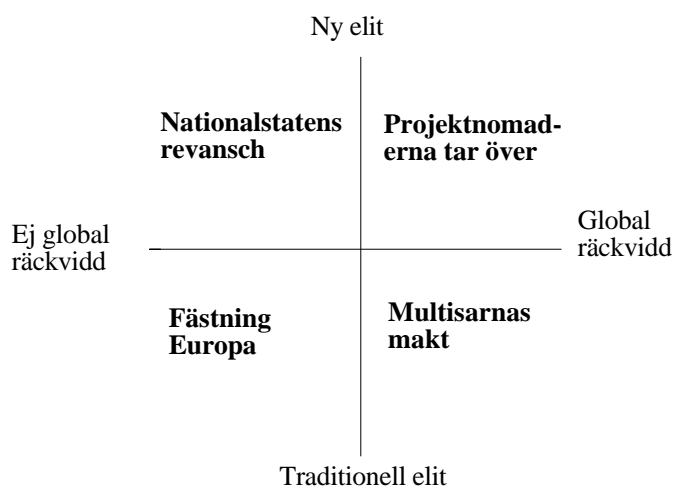 Ny elit
Nationalstatens
revansch
Projektnomad-
erna tar över
Ej global
räckvidd
Global
räckvidd
Fästning
Europa
Multisarnas
makt
Traditionell elit